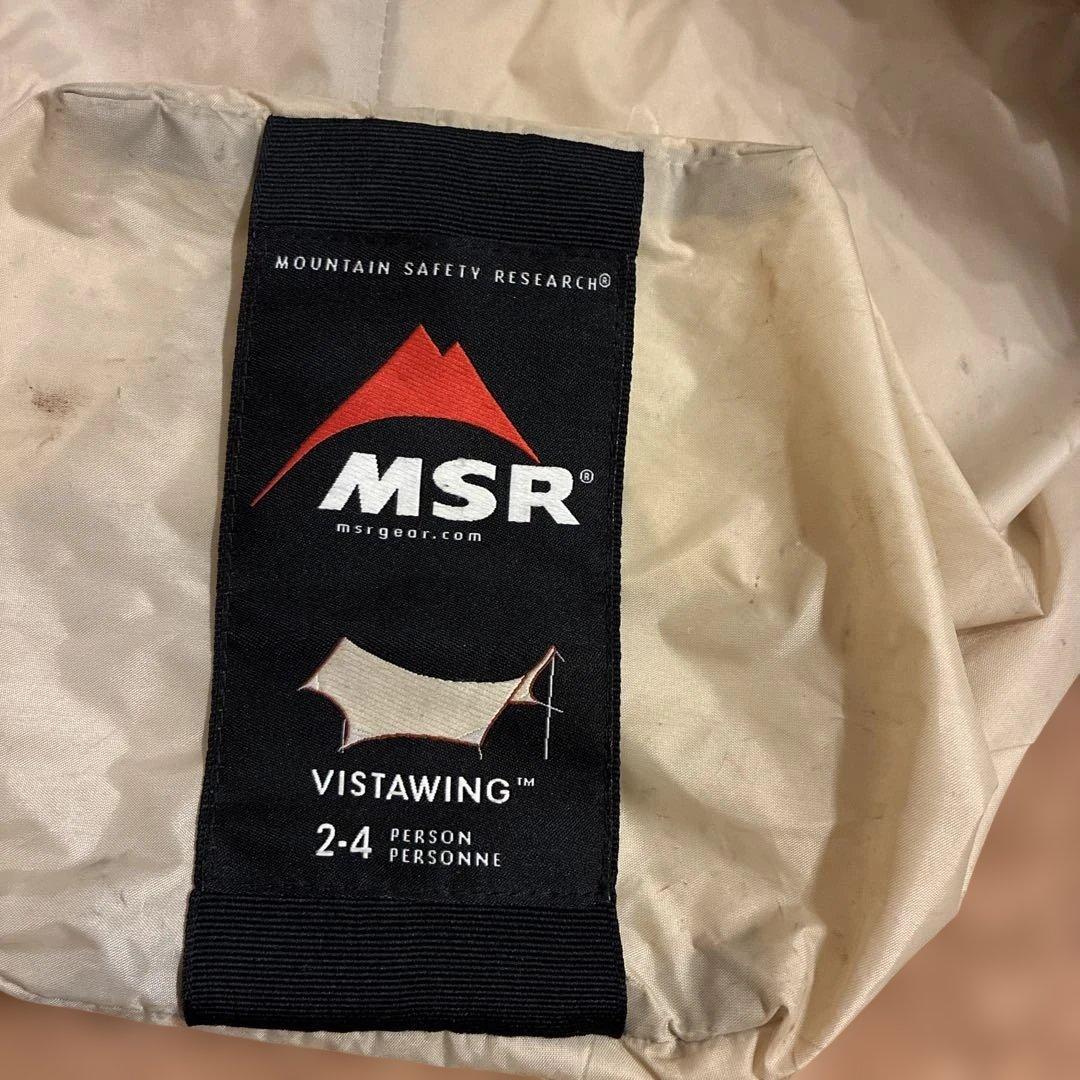 MOUNTAIN SAFETY RESEARCH®
MSR®
msrgear.com
VISTAWING™
2-4 PERSON
PERSONNE